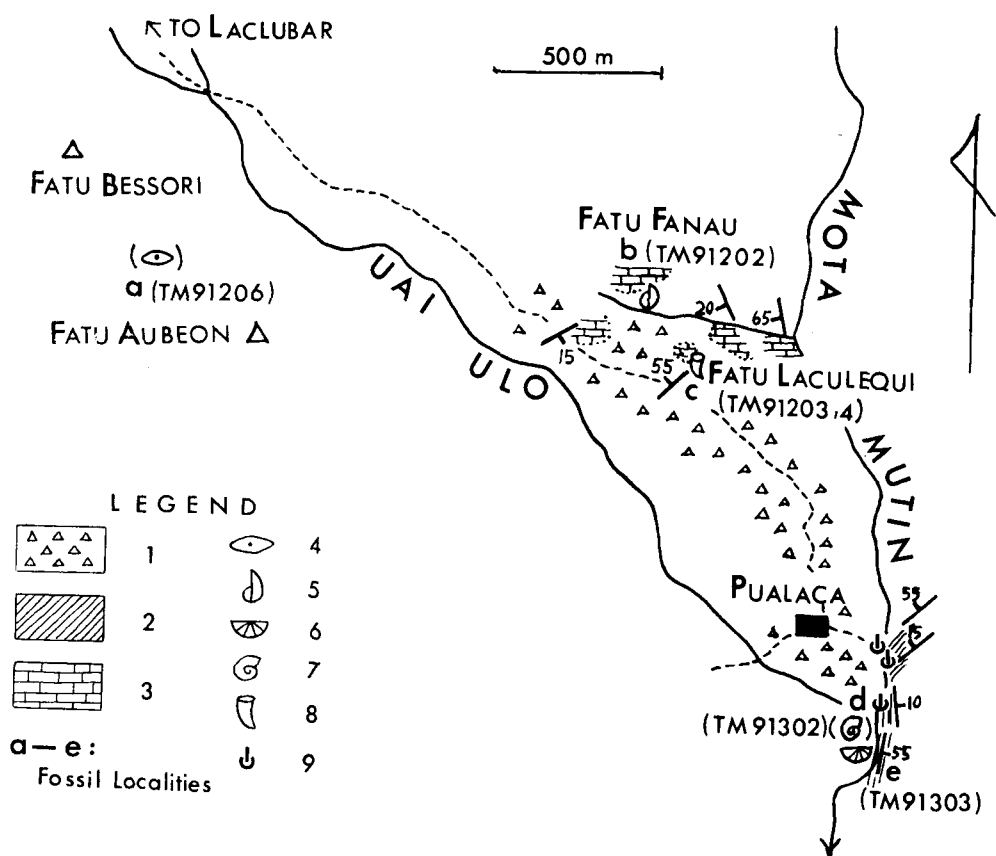 TO LACLUBAR
500 m
FATU BESSORI
FATU FANAU
b (TM91202)
MOTA
a (TM91206)
UAI
20
65
FATU AUBEON
15
ULO
55
FATU LACULEQUI
c
(TM91203,4)
MUTIN
LEGEND
1
4
5
2
6
3
7
8
9
a–e:
Fossil Localities
PUALACA
55
15
d
10
(TM91302)
55
e
(TM91303)